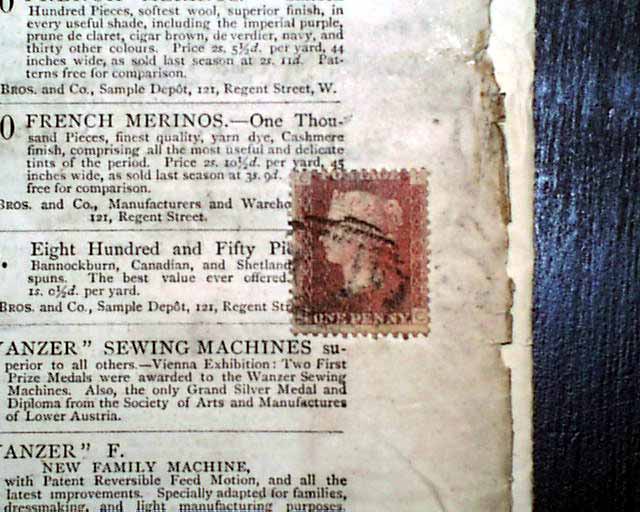 Hundred Pieces, softest wool, superior finish, in
every useful shade, including the imperial purple,
prune de claret, cigar brown, de verdier, navy, and
thirty other colours. Price 2s. 5½d. per yard, 44
inches wide, as sold last season at 2s. 11d. Pat-
terns free for comparison.
BROS. and Co., Sample Depôt, 121, Regent Street, W.
0 FRENCH MERINOS.—One Thou-
sand Pieces, finest quality, yarn dye, Cashmere
finish, comprising all the most useful and delicate
tints of the period. Price 2s. 10½d. per yard, 45
inches wide, as sold last season at 3s. 9d.
free for comparison.
BROS. and Co., Manufacturers and Wareho
121, Regent Street.
Eight Hundred and Fifty Pi
Bannockburn, Canadian, and Shetland
spuns. The best value ever offered.
1s. 0½d. per yard.
BROS. and Co., Sample Depôt, 121, Regent St
ONE PENNY
WANZER" SEWING MACHINES su-
perior to all others.—Vienna Exhibition: Two First
Prize Medals were awarded to the Wanzer Sewing
Machines. Also, the only Grand Silver Medal and
Diploma from the Society of Arts and Manufactures
of Lower Austria.
WANZER" F.
NEW FAMILY MACHINE,
with Patent Reversible Feed Motion, and all the
latest improvements. Specially adapted for families,
dressmaking, and light manufacturing purposes.